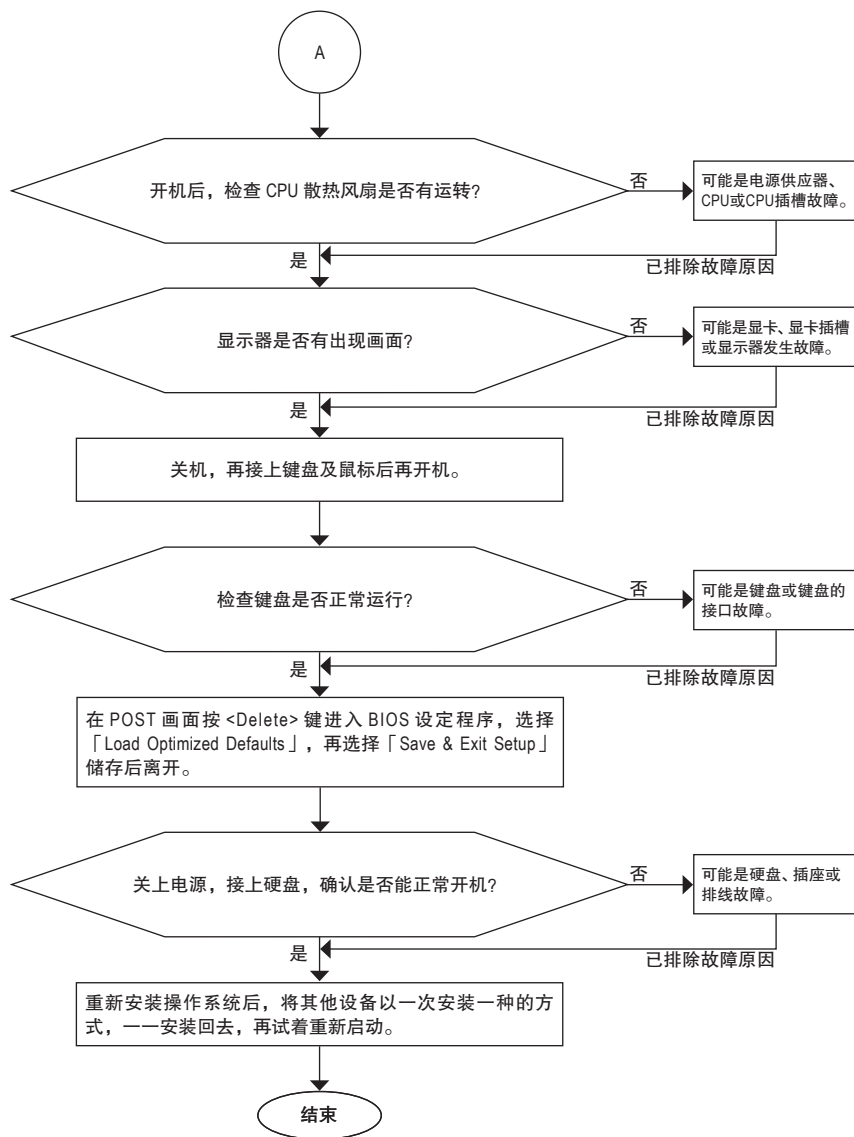 A
开机后，检查 CPU 散热风扇是否有运转?
否
可能是电源供应器、
CPU或CPU插槽故障。
是
已排除故障原因
显示器是否有出现画面?
否
可能是显卡、显卡插槽
或显示器发生故障。
是
已排除故障原因
关机，再接上键盘及鼠标后再开机。
检查键盘是否正常运行?
否
可能是键盘或键盘的
接口故障。
是
已排除故障原因
在 POST 画面按 <Delete> 键进入 BIOS 设定程序，选择
「Load Optimized Defaults」，再选择「Save & Exit Setup」
储存后离开。
关上电源，接上硬盘，确认是否能正常开机?
否
可能是硬盘、插座或
排线故障。
是
已排除故障原因
重新安装操作系统后，将其他设备以一次安装一种的方
式，一一安装回去，再试着重新启动。
结束